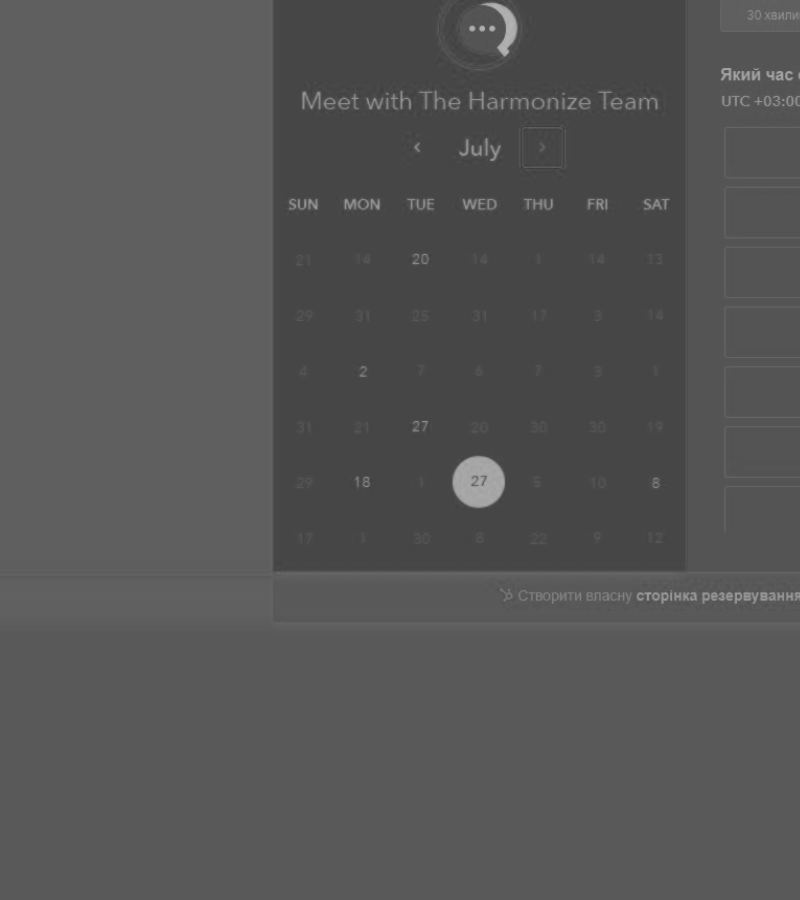 30 хвили
Який час
UTC +03:00
Meet with The Harmonize Team
July
SUN MON TUE WED THU FRI SAT
21 14 20 14 1 14 13
29 31 28 31 17 3 14
4 2 7 6 7 3 1
31 21 27 20 30 30 19
29 18 1 27 5 10 8
17 1 30 8 22 9 12
Створити власну сторінка резервування